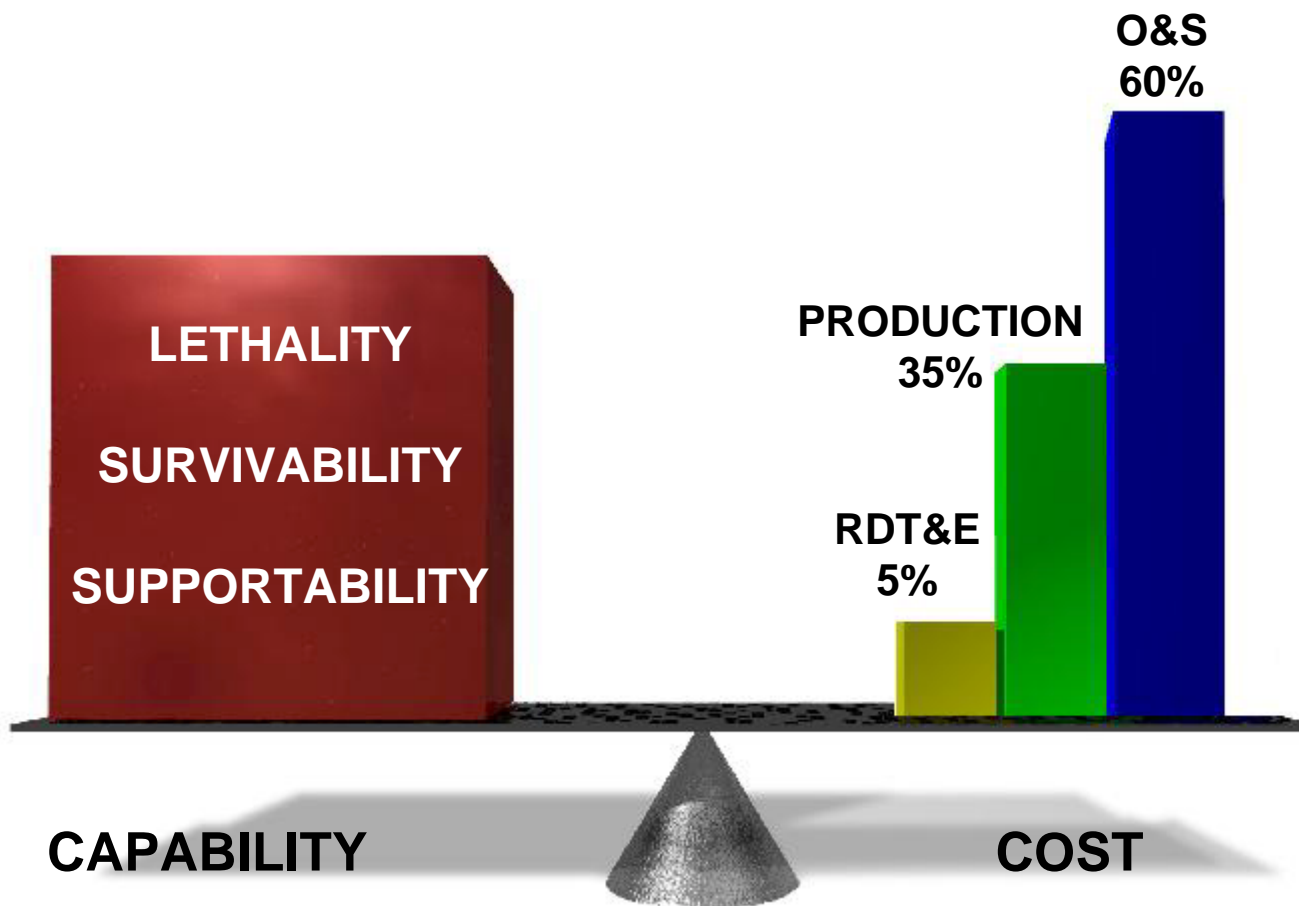 LETHALITY
SURVIVABILITY
SUPPORTABILITY
O&S
60%
PRODUCTION
35%
RDT&E
5%
CAPABILITY
COST